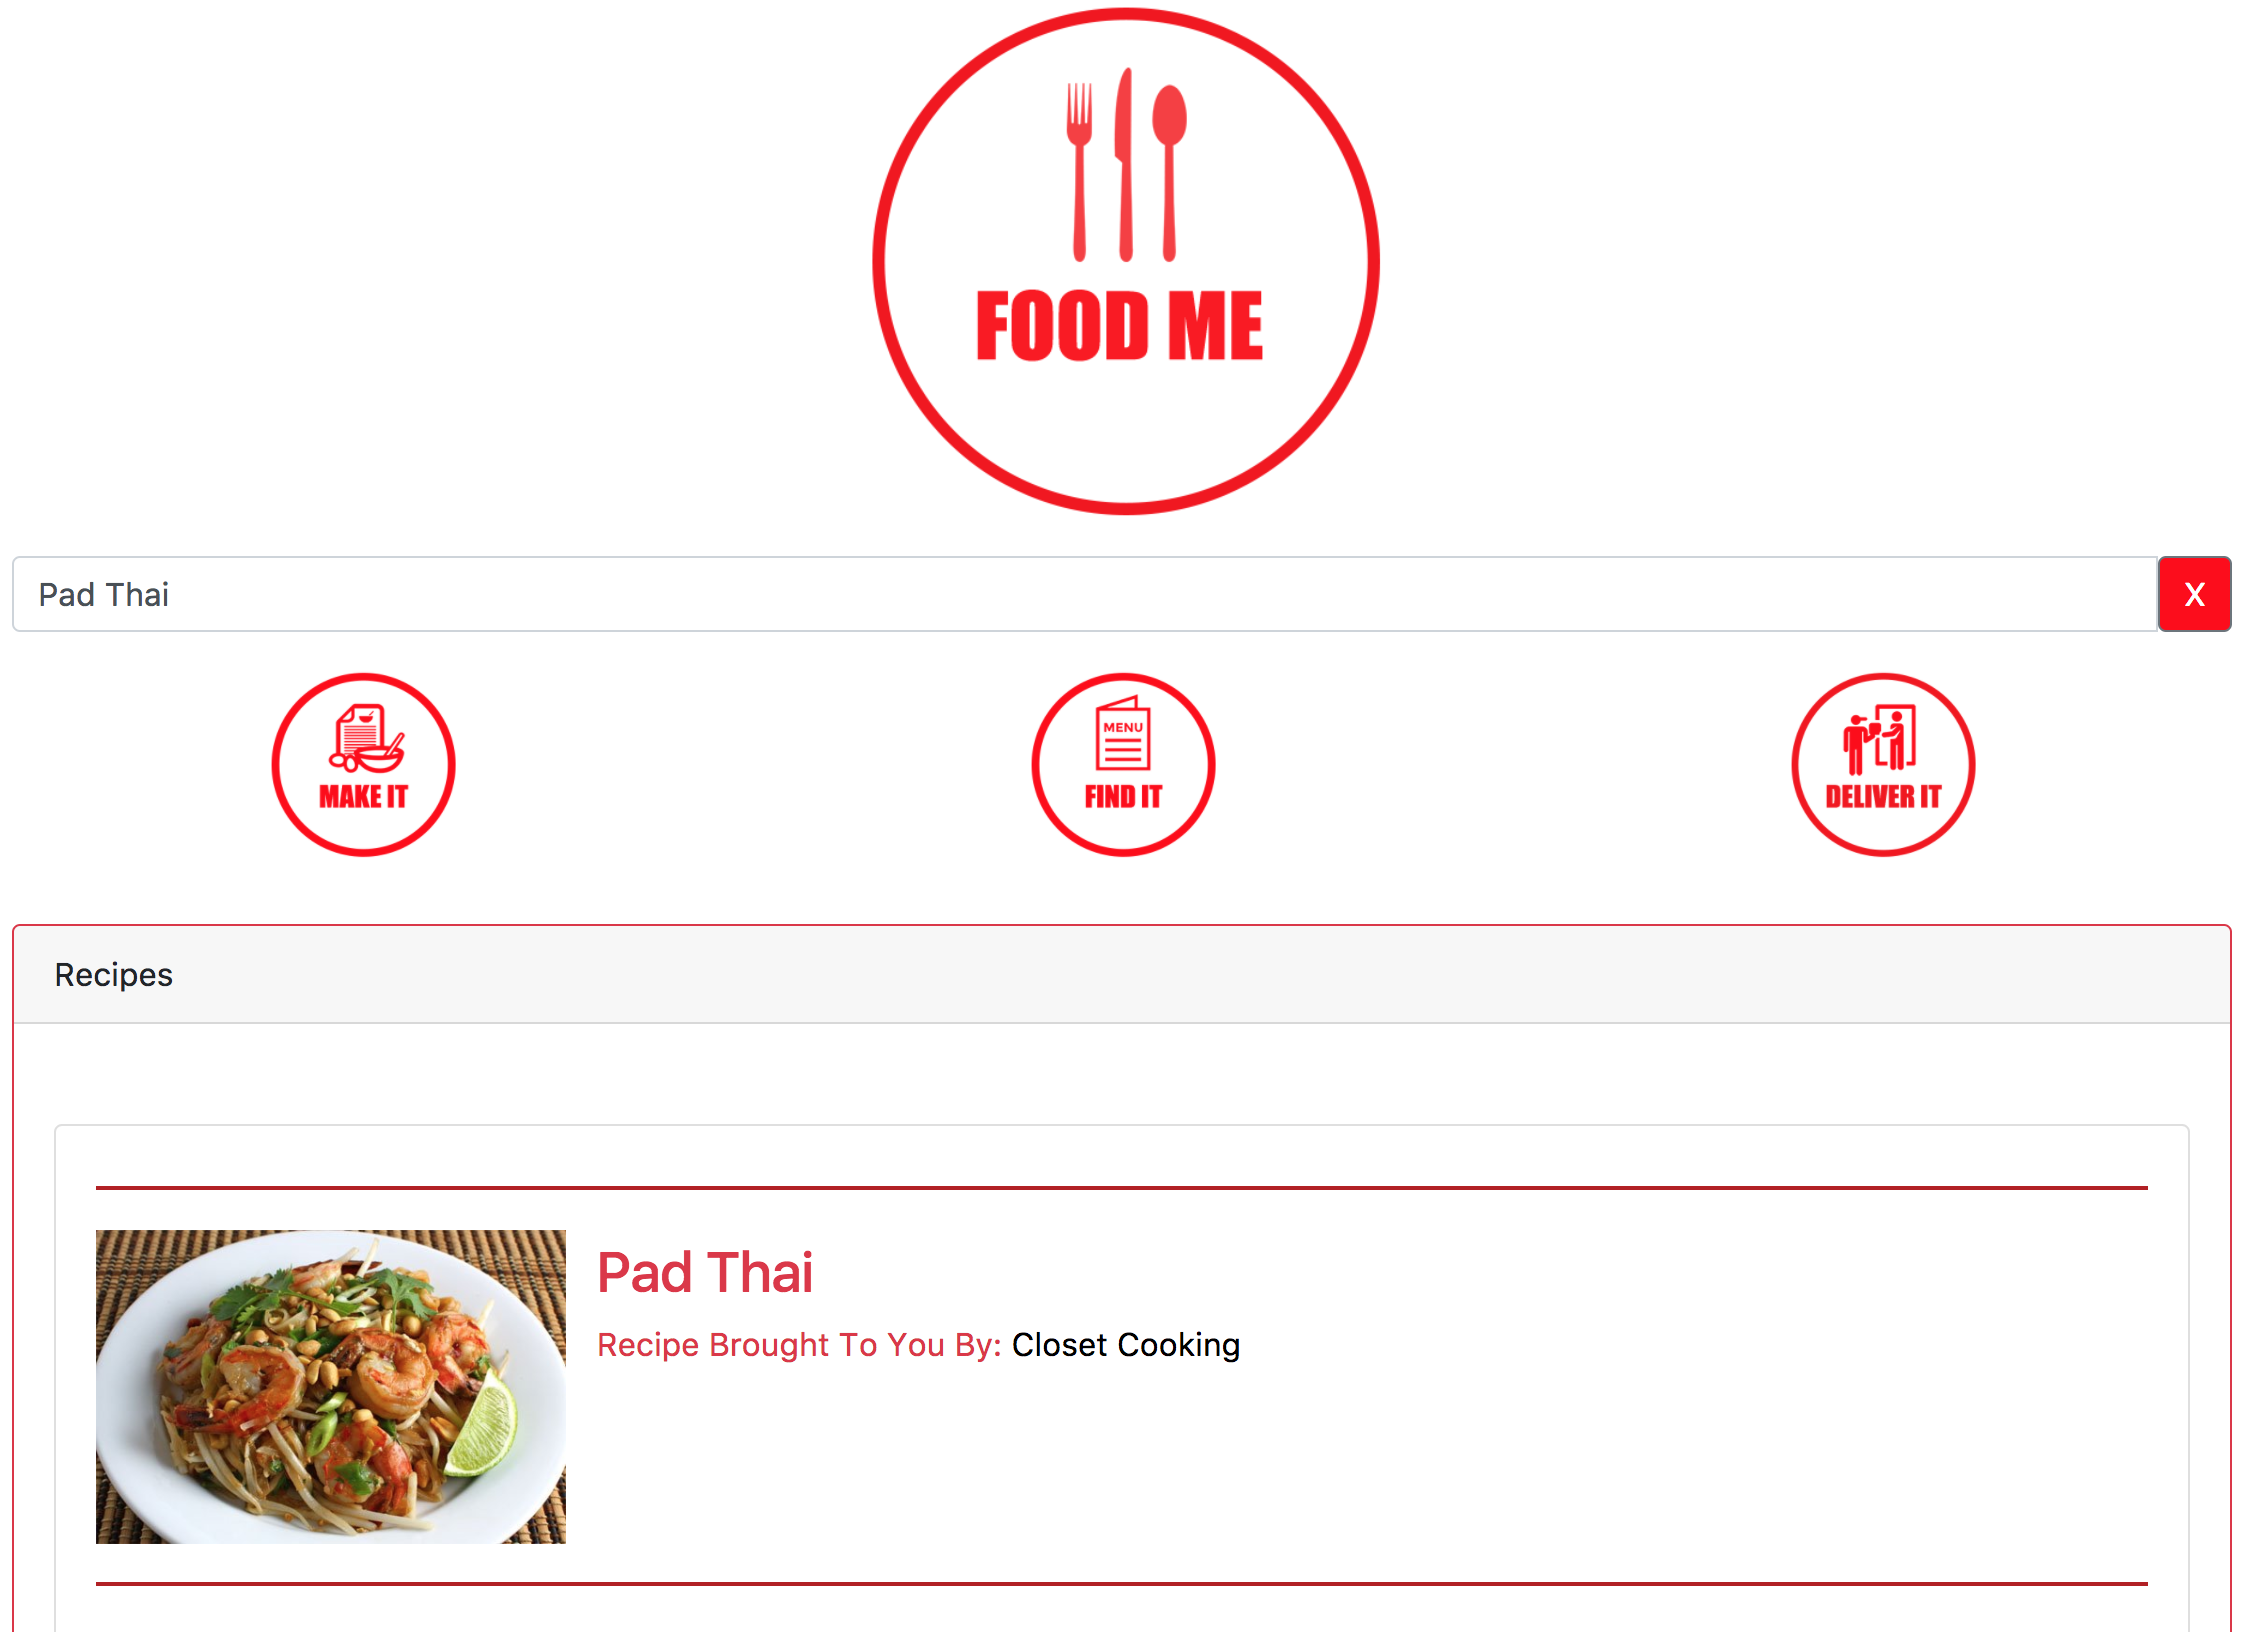 FOOD ME
Pad Thai
X
MAKE IT
MENU
FIND IT
DELIVER IT
Recipes
Pad Thai
Recipe Brought To You By: Closet Cooking